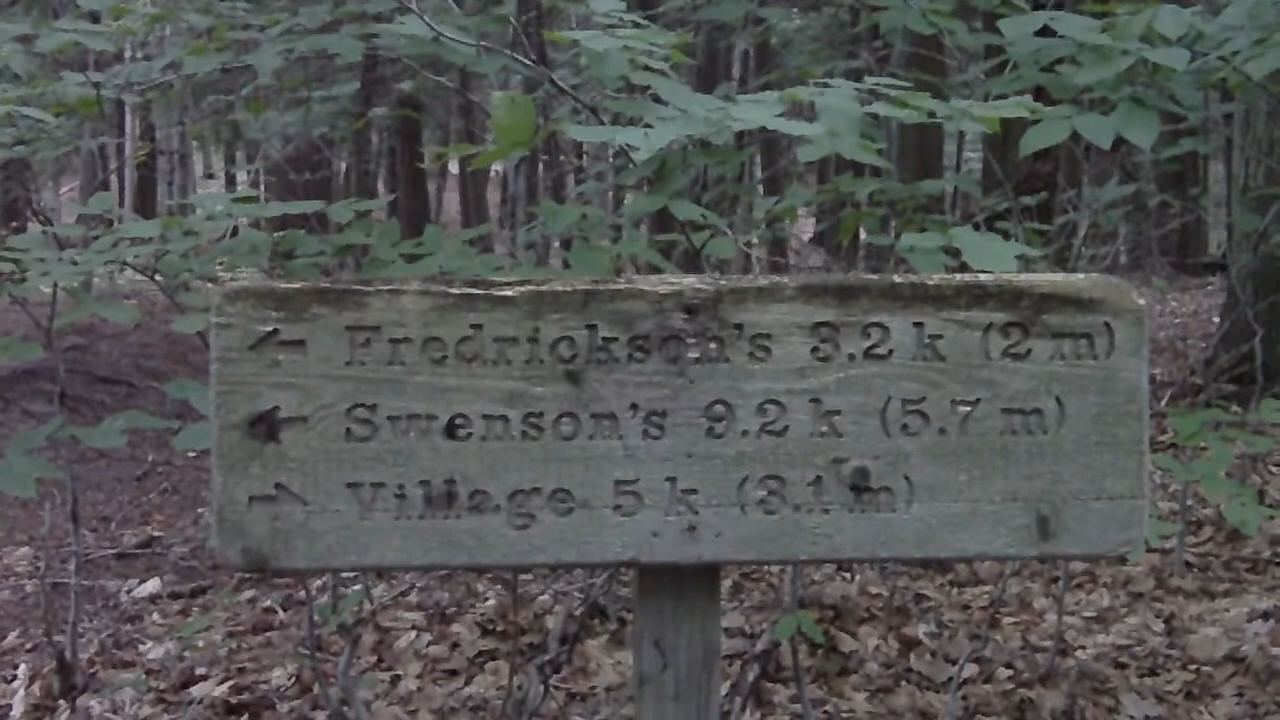 ← Fredrickson's 3.2 k (2 m)
← Swenson's 9.2 k (5.7 m)
→ Village 5 k (3.1 m)